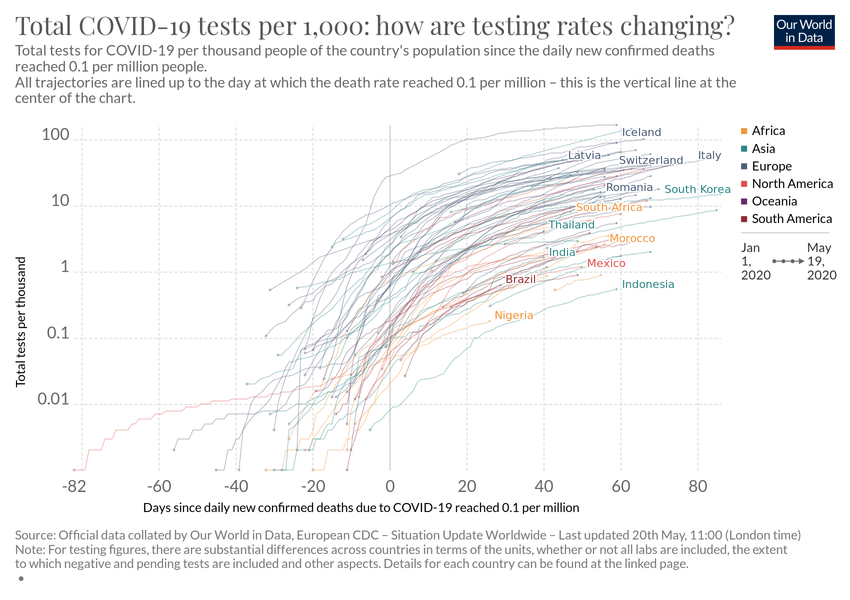 Total COVID-19 tests per 1,000: how are testing rates changing?
Our World
in Data
Total tests for COVID-19 per thousand people of the country's population since the daily new confirmed deaths
reached 0.1 per million people.
All trajectories are lined up to the day at which the death rate reached 0.1 per million – this is the vertical line at the
center of the chart.
100
10
1
0.1
0.01
Total tests per thousand
Iceland
Latvia
Switzerland
Italy
Romania
South Korea
South Africa
Thailand
Morocco
India
Mexico
Brazil
Indonesia
Nigeria
Africa
Asia
Europe
North America
Oceania
South America
Jan
1,
2020
May
19,
2020
-82
-60
-40
-20
0
20
40
60
80
Days since daily new confirmed deaths due to COVID-19 reached 0.1 per million
Source: Official data collated by Our World in Data, European CDC – Situation Update Worldwide – Last updated 20th May, 11:00 (London time)
Note: For testing figures, there are substantial differences across countries in terms of the units, whether or not all labs are included, the extent
to which negative and pending tests are included and other aspects. Details for each country can be found at the linked page.